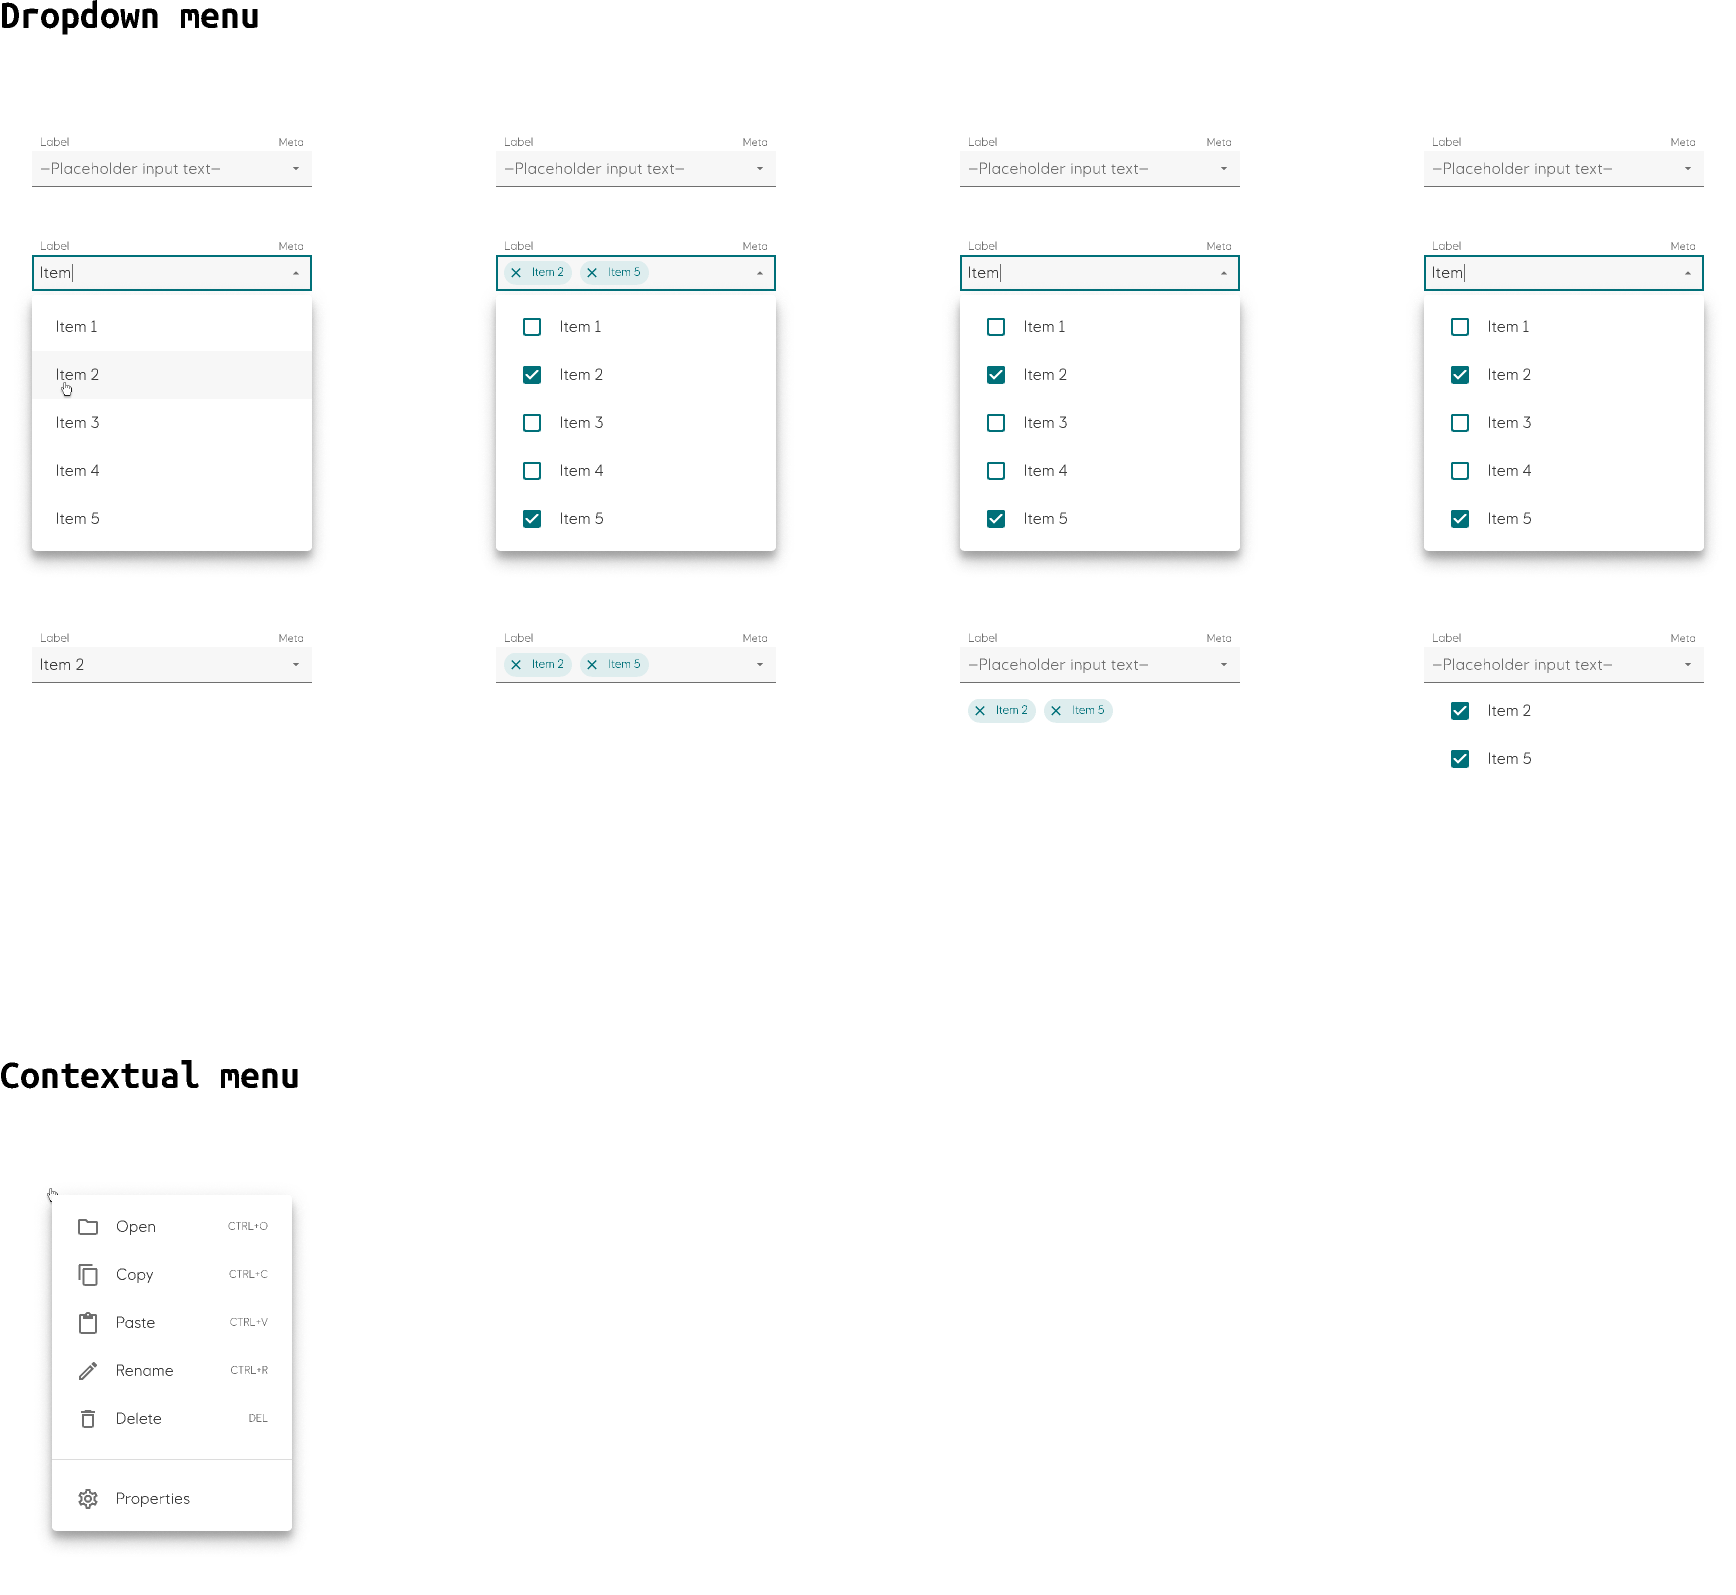 Dropdown menu
Label Meta Label Meta Label Meta Label Meta
–Placeholder input text– –Placeholder input text– –Placeholder input text– –Placeholder input text–
Label Meta Label Meta Label Meta Label Meta
Item Item 2 Item 5 Item Item
Item 1 Item 1 Item 1 Item 1
Item 2 Item 2 Item 2 Item 2
Item 3 Item 3 Item 3 Item 3
Item 4 Item 4 Item 4 Item 4
Item 5 Item 5 Item 5 Item 5
Label Meta Label Meta Label Meta Label Meta
Item 2 Item 2 Item 5 –Placeholder input text– –Placeholder input text–
Item 2 Item 5 Item 2
Item 5
Contextual menu
Open CTRL+O
Copy CTRL+C
Paste CTRL+V
Rename CTRL+R
Delete DEL
Properties